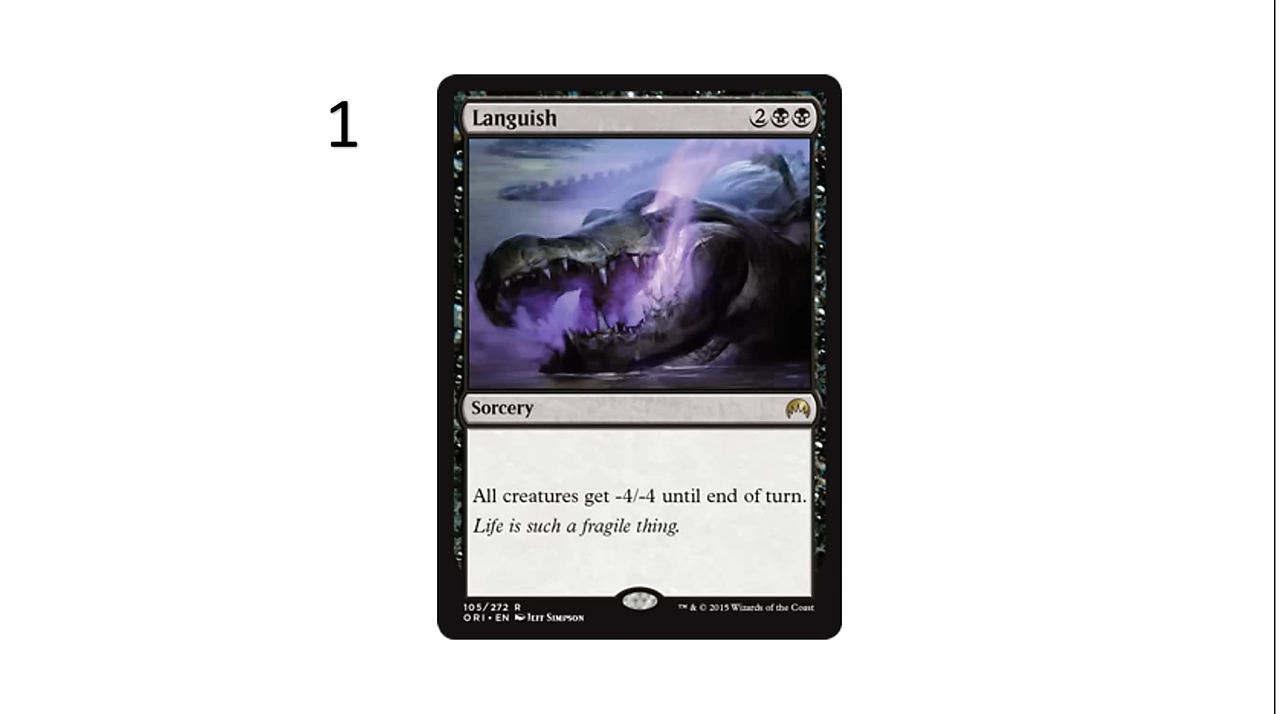 1
Languish 2
Sorcery
All creatures get -4/-4 until end of turn.
Life is such a fragile thing.
105/272 R
ORI • EN Jeff Simpson
™ & © 2015 Wizards of the Coast